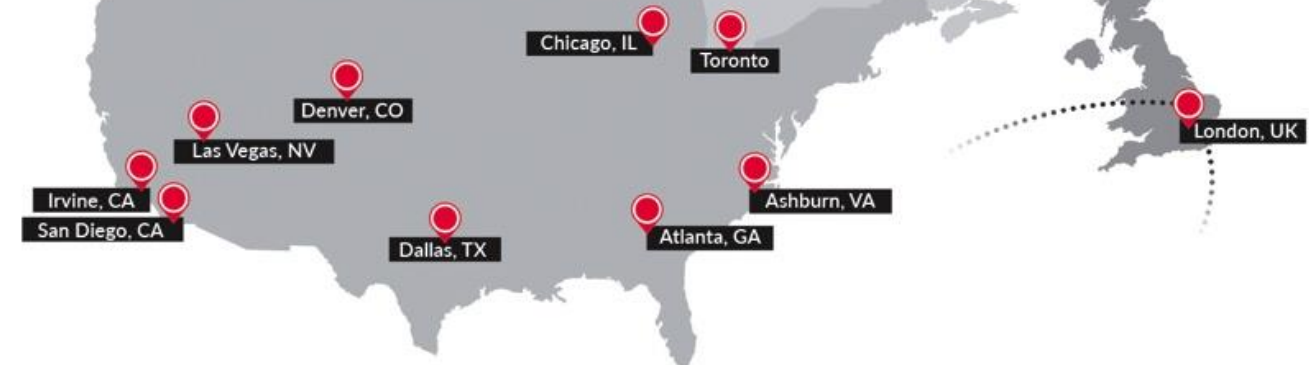 Chicago, IL
Toronto
Denver, CO
Las Vegas, NV
London, UK
Irvine, CA
Ashburn, VA
San Diego, CA
Atlanta, GA
Dallas, TX